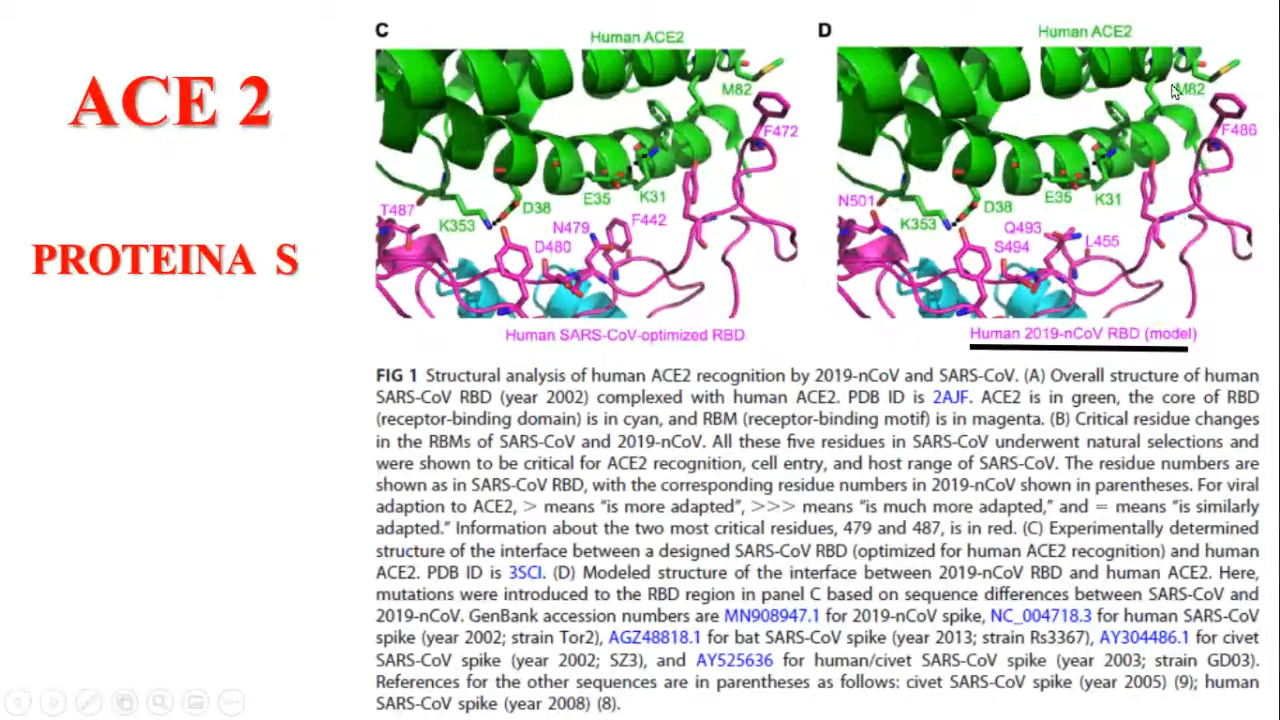 ACE 2
PROTEINA S
C
Human ACE2
M82
F472
E35
K31
D38
T487
K353
N479
F442
D480
Human SARS-CoV-optimized RBD
D
Human ACE2
M82
F486
E35
K31
D38
N501
K353
Q493
S494
L455
Human 2019-nCoV RBD (model)
FIG 1 Structural analysis of human ACE2 recognition by 2019-nCoV and SARS-CoV. (A) Overall structure of human
SARS-CoV RBD (year 2002) complexed with human ACE2. PDB ID is 2AJF. ACE2 is in green, the core of RBD
(receptor-binding domain) is in cyan, and RBM (receptor-binding motif) is in magenta. (B) Critical residue changes
in the RBMs of SARS-CoV and 2019-nCoV. All these five residues in SARS-CoV underwent natural selections and
were shown to be critical for ACE2 recognition, cell entry, and host range of SARS-CoV. The residue numbers are
shown as in SARS-CoV RBD, with the corresponding residue numbers in 2019-nCoV shown in parentheses. For viral
adaption to ACE2, > means “is more adapted”, >>> means “is much more adapted,” and = means “is similarly
adapted.” Information about the two most critical residues, 479 and 487, is in red. (C) Experimentally determined
structure of the interface between a designed SARS-CoV RBD (optimized for human ACE2 recognition) and human
ACE2. PDB ID is 3SCI. (D) Modeled structure of the interface between 2019-nCoV RBD and human ACE2. Here,
mutations were introduced to the RBD region in panel C based on sequence differences between SARS-CoV and
2019-nCoV. GenBank accession numbers are MN908947.1 for 2019-nCoV spike, NC_004718.3 for human SARS-CoV
spike (year 2002; strain Tor2), AGZ48818.1 for bat SARS-CoV spike (year 2013; strain Rs3367), AY304486.1 for civet
SARS-CoV spike (year 2002; SZ3), and AY525636 for human/civet SARS-CoV spike (year 2003; strain GD03).
References for the other sequences are in parentheses as follows: civet SARS-CoV spike (year 2005) (9); human
SARS-CoV spike (year 2008) (8).